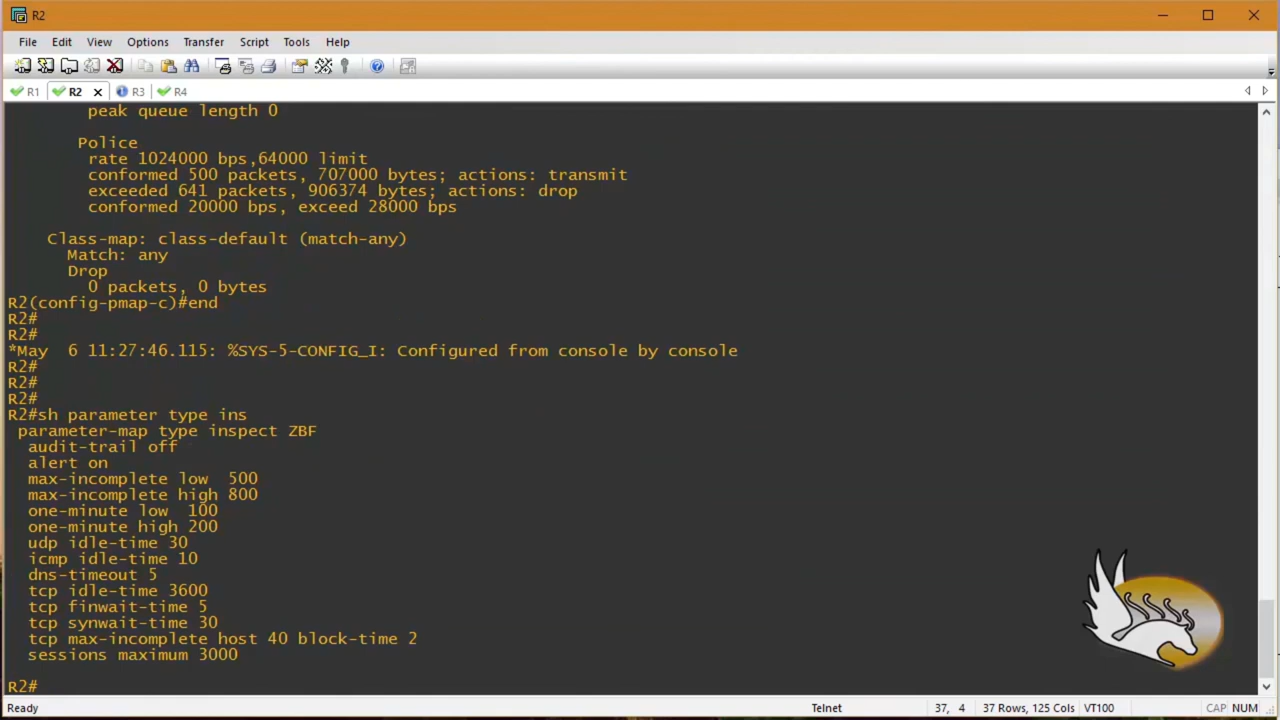 R2
File Edit View Options Transfer Script Tools Help
R1 R2 R3 R4
peak queue length 0
Police
rate 1024000 bps,64000 limit
conformed 500 packets, 707000 bytes; actions: transmit
exceeded 641 packets, 906374 bytes; actions: drop
conformed 20000 bps, exceed 28000 bps
Class-map: class-default (match-any)
Match: any
Drop
0 packets, 0 bytes
R2(config-pmap-c)#end
R2#
R2#
*May  6 11:27:46.115: %SYS-5-CONFIG_I: Configured from console by console
R2#
R2#
R2#
R2#sh parameter type ins
parameter-map type inspect ZBF
audit-trail off
alert on
max-incomplete low  500
max-incomplete high 800
one-minute low  100
one-minute high 200
udp idle-time 30
icmp idle-time 10
dns-timeout 5
tcp idle-time 3600
tcp finwait-time 5
tcp synwait-time 30
tcp max-incomplete host 40 block-time 2
sessions maximum 3000
R2#
Ready Telnet 37, 4 37 Rows, 125 Cols VT100 CAP NUM